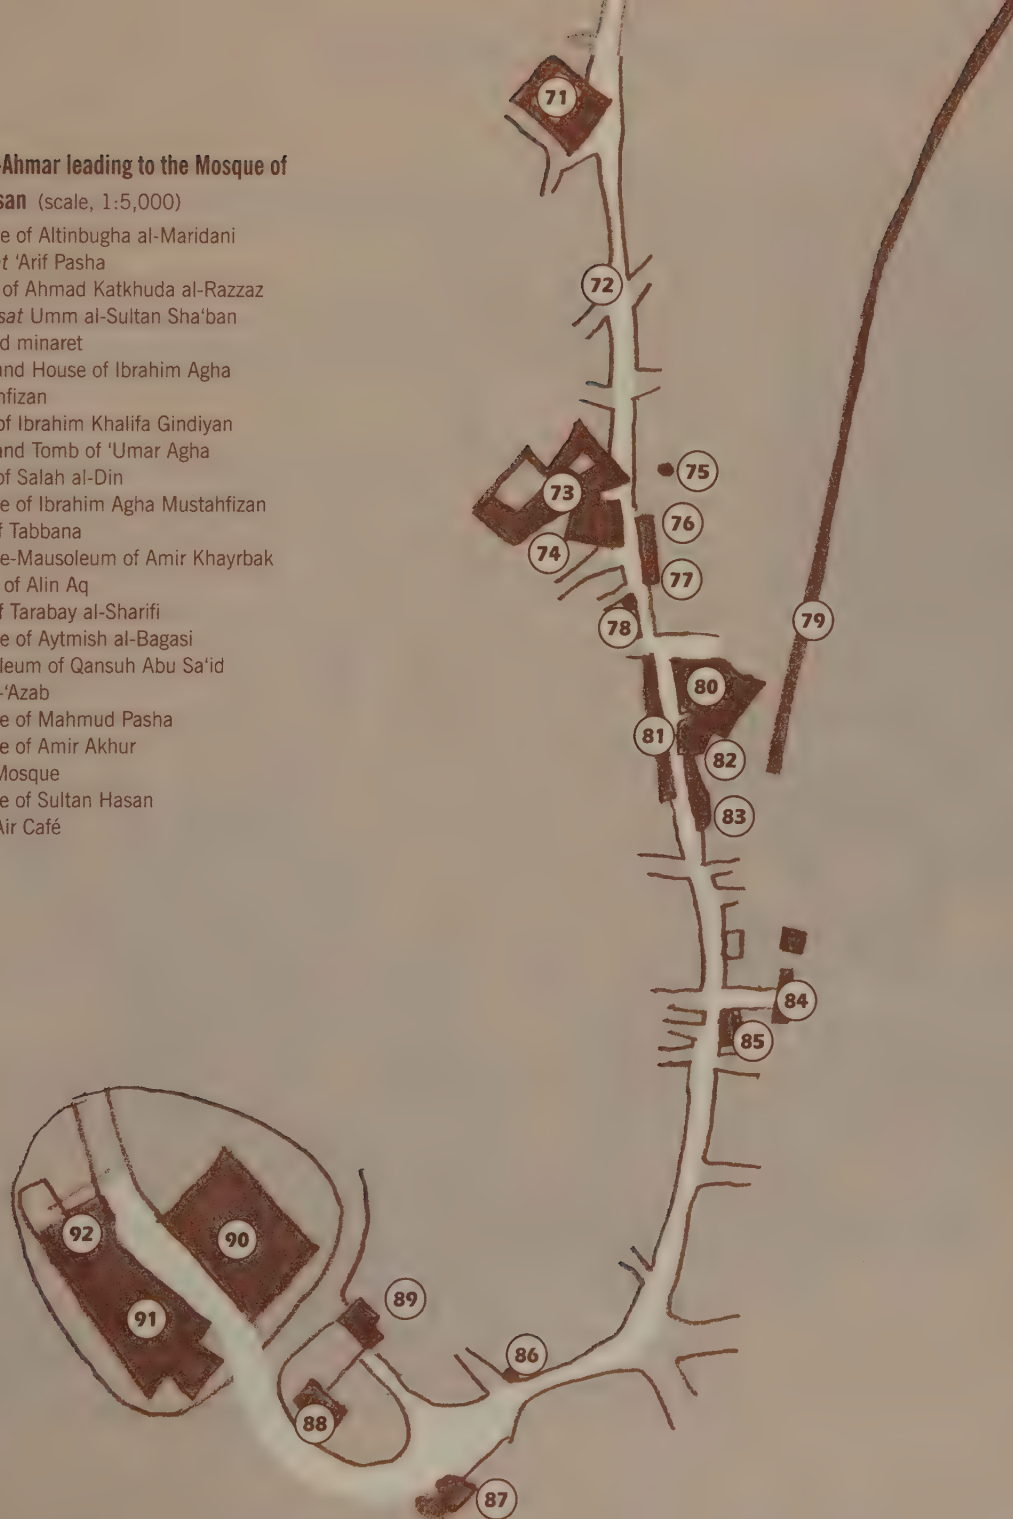 -Ahmar leading to the Mosque of
san (scale, 1:5,000)
e of Altinbugha al-Maridani
t ‘Arif Pasha
of Ahmad Katkhuda al-Razzaz
sat Umm al-Sultan Sha‘ban
d minaret
and House of Ibrahim Agha
nfizan
of Ibrahim Khalifa Gindiyan
and Tomb of ‘Umar Agha
of Salah al-Din
e of Ibrahim Agha Mustahfizan
f Tabbana
e-Mausoleum of Amir Khayrbak
of Alin Aq
f Tarabay al-Sharifi
e of Aytmish al-Bagasi
leum of Qansuh Abu Sa‘id
-‘Azab
e of Mahmud Pasha
e of Amir Akhur
Mosque
e of Sultan Hasan
Air Café
71
72
73
74
75
76
77
78
79
80
81
82
83
84
85
86
87
88
89
90
91
92